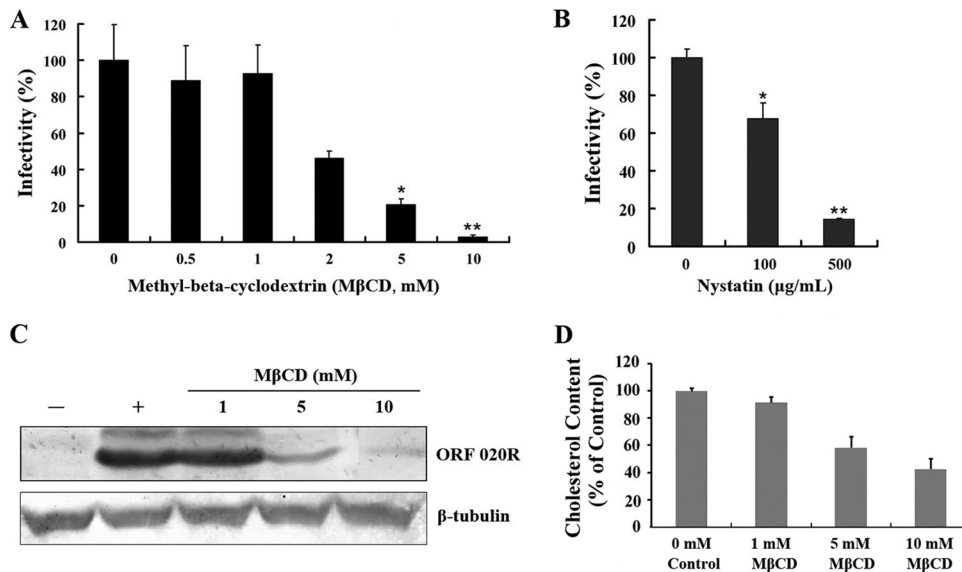 A
Infectivity (%)
120
100
80
60
40
20
0
0 0.5 1 2 5 10
* **
Methyl-beta-cyclodextrin (MβCD, mM)
B
Infectivity (%)
120
100
80
60
40
20
0
* **
0 100 500
Nystatin (μg/mL)
C
MβCD (mM)
— + 1 5 10
ORF 020R
β-tubulin
D
Cholesterol Content
(% of Control)
120
100
80
60
40
20
0
0 mM 1 mM 5 mM 10 mM
Control MβCD MβCD MβCD